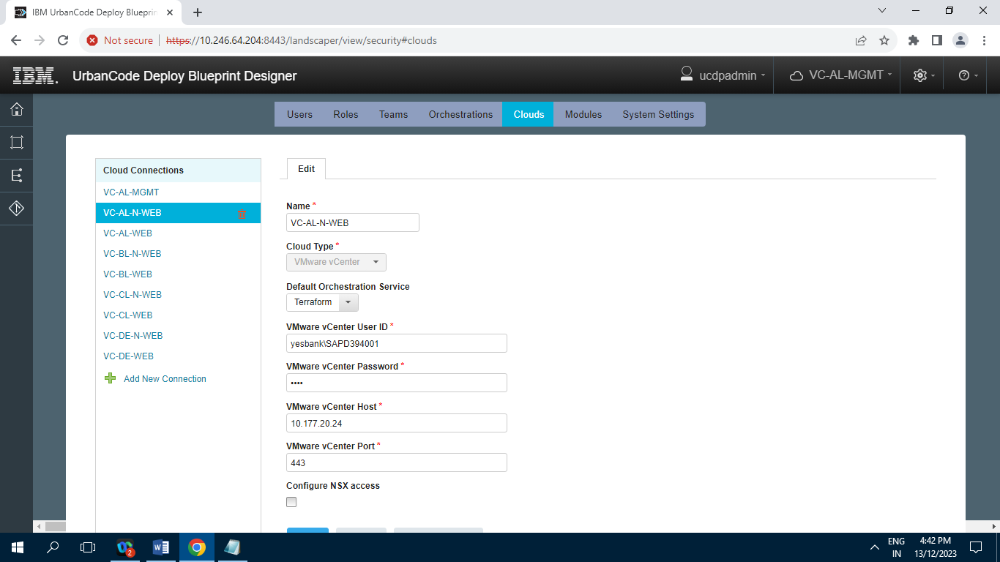 IBM UrbanCode Deploy Blueprin
Not secure https://10.246.64.204:8443/landscaper/view/security#clouds
IBM. UrbanCode Deploy Blueprint Designer ucdpadmin VC-AL-MGMT
Users Roles Teams Orchestrations Clouds Modules System Settings
Cloud Connections
VC-AL-MGMT
VC-AL-N-WEB
VC-AL-WEB
VC-BL-N-WEB
VC-BL-WEB
VC-CL-N-WEB
VC-CL-WEB
VC-DE-N-WEB
VC-DE-WEB
Add New Connection
Edit
Name *
VC-AL-N-WEB
Cloud Type *
VMware vCenter
Default Orchestration Service
Terraform
VMware vCenter User ID *
yesbank\SAPD394001
VMware vCenter Password *
••••
VMware vCenter Host *
10.177.20.24
VMware vCenter Port *
443
Configure NSX access
2
ENG
IN
4:42 PM
13/12/2023